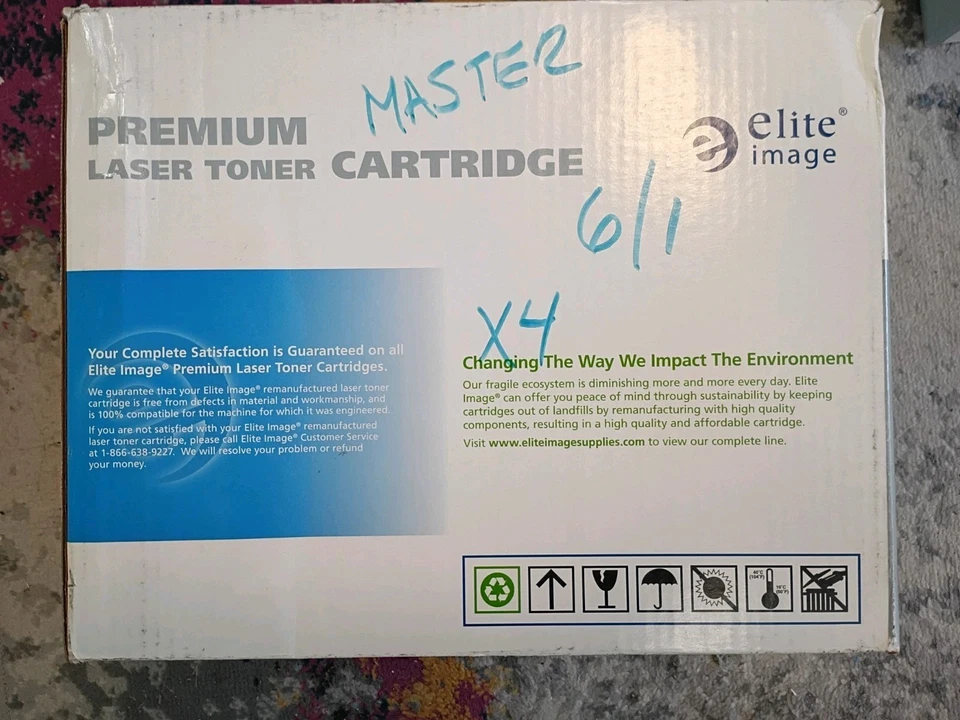 MASTER
PREMIUM
LASER TONER CARTRIDGE
elite®
image
6/1
X4
Your Complete Satisfaction is Guaranteed on all
Elite Image® Premium Laser Toner Cartridges.
We guarantee that your Elite Image® remanufactured laser toner
cartridge is free from defects in material and workmanship, and
is 100% compatible for the machine for which it was engineered.
If you are not satisfied with your Elite Image® remanufactured
laser toner cartridge, please call Elite Image® Customer Service
at 1-866-638-9227. We will resolve your problem or refund
your money.
Changing The Way We Impact The Environment
Our fragile ecosystem is diminishing more and more every day. Elite
Image® can offer you peace of mind through sustainability by keeping
cartridges out of landfills by remanufacturing with high quality
components, resulting in a high quality and affordable cartridge.
Visit www.eliteimagesupplies.com to view our complete line.
40°C
(104°F)